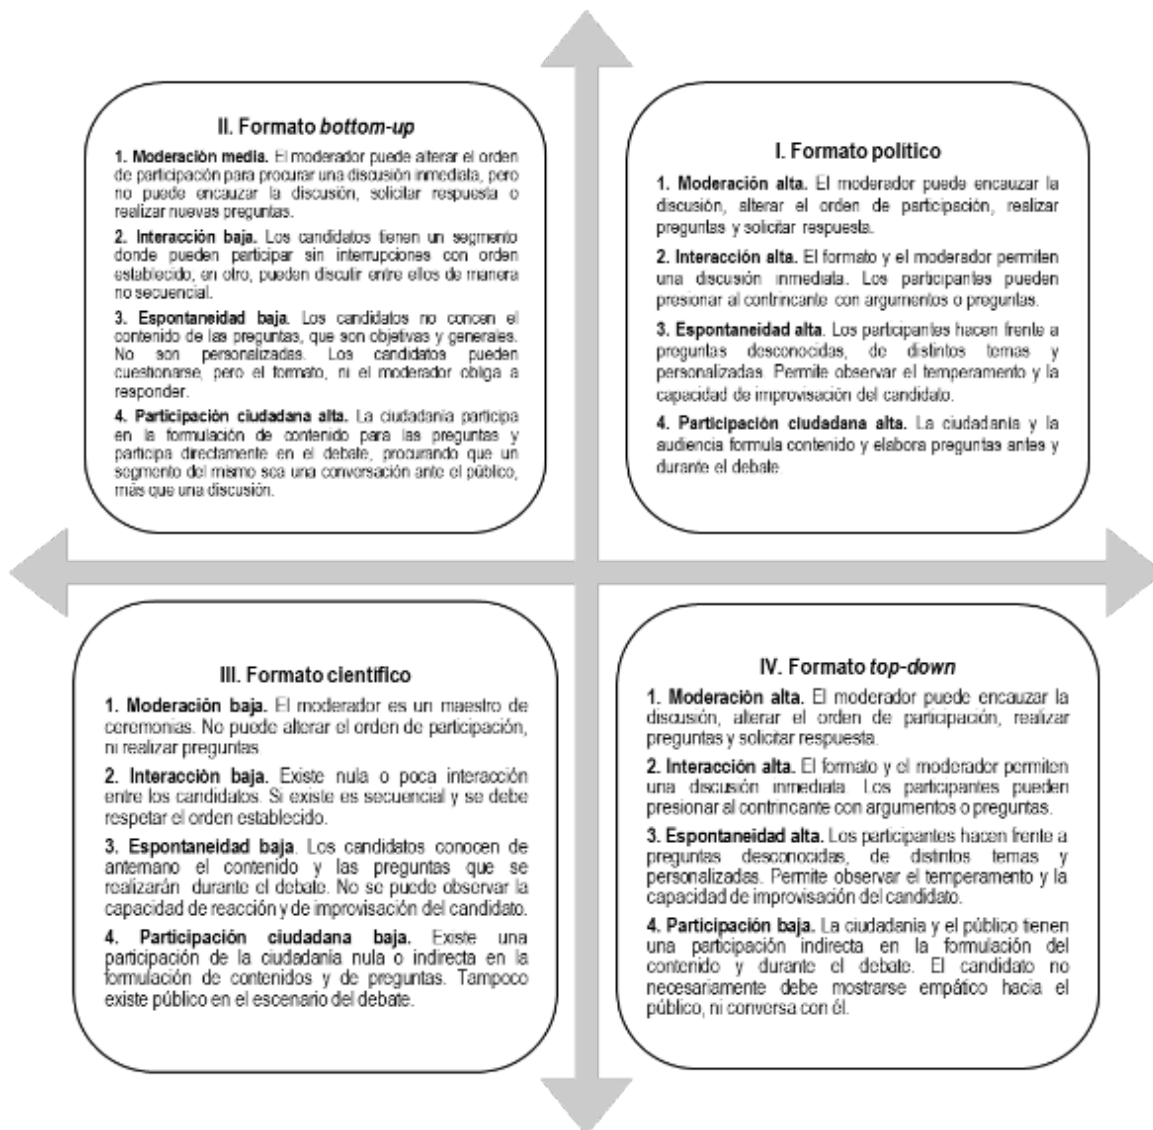 II. Formato bottom-up
1. Moderación media. El moderador puede alterar el orden
de participación para procurar una discusión inmediata, pero
no puede encauzar la discusión, solicitar respuesta o
realizar nuevas preguntas.
2. Interacción baja. Los candidatos tienen un segmento
donde pueden participar sin interrupciones con orden
establecido, en otro, pueden discutir entre ellos de manera
no secuencial.
3. Espontaneidad baja. Los candidatos no concen el
contenido de las preguntas, que son objetivas y generales.
No son personalizadas. Los candidatos pueden
cuestionarse, pero el formato, ni el moderador obliga a
responder.
4. Participación ciudadana alta. La ciudadanía participa
en la formulación de contenido para las preguntas y
participa directamente en el debate, procurando que un
segmento del mismo sea una conversación ante el público,
más que una discusión.
I. Formato político
1. Moderación alta. El moderador puede encauzar la
discusión, alterar el orden de participación, realizar
preguntas y solicitar respuesta.
2. Interacción alta. El formato y el moderador permiten
una discusión inmediata. Los participantes pueden
presionar al contrincante con argumentos o preguntas.
3. Espontaneidad alta. Los participantes hacen frente a
preguntas desconocidas, de distintos temas y
personalizadas. Permite observar el temperamento y la
capacidad de improvisación del candidato.
4. Participación ciudadana alta. La ciudadanía y la
audiencia formula contenido y elabora preguntas antes y
durante el debate
III. Formato científico
1. Moderación baja. El moderador es un maestro de
ceremonias. No puede alterar el orden de participación,
ni realizar preguntas
2. Interacción baja. Existe nula o poca interacción
entre los candidatos. Si existe es secuencial y se debe
respetar el orden establecido.
3. Espontaneidad baja. Los candidatos conocen de
antemano el contenido y las preguntas que se
realizarán durante el debate. No se puede observar la
capacidad de reacción y de improvisación del candidato.
4. Participación ciudadana baja. Existe una
participación de la ciudadanía nula o indirecta en la
formulación de contenidos y de preguntas. Tampoco
existe público en el escenario del debate.
IV. Formato top-down
1. Moderación alta. El moderador puede encauzar la
discusión, alterar el orden de participación, realizar
preguntas y solicitar respuesta.
2. Interacción alta. El formato y el moderador permiten
una discusión inmediata. Los participantes pueden
presionar al contrincante con argumentos o preguntas.
3. Espontaneidad alta. Los participantes hacen frente a
preguntas desconocidas, de distintos temas y
personalizadas. Permite observar el temperamento y la
capacidad de improvisación del candidato.
4. Participación baja. La ciudadanía y el público tienen
una participación indirecta en la formulación del
contenido y durante el debate. El candidato no
necesariamente debe mostrarse empático hacia el
público, ni conversa con él.